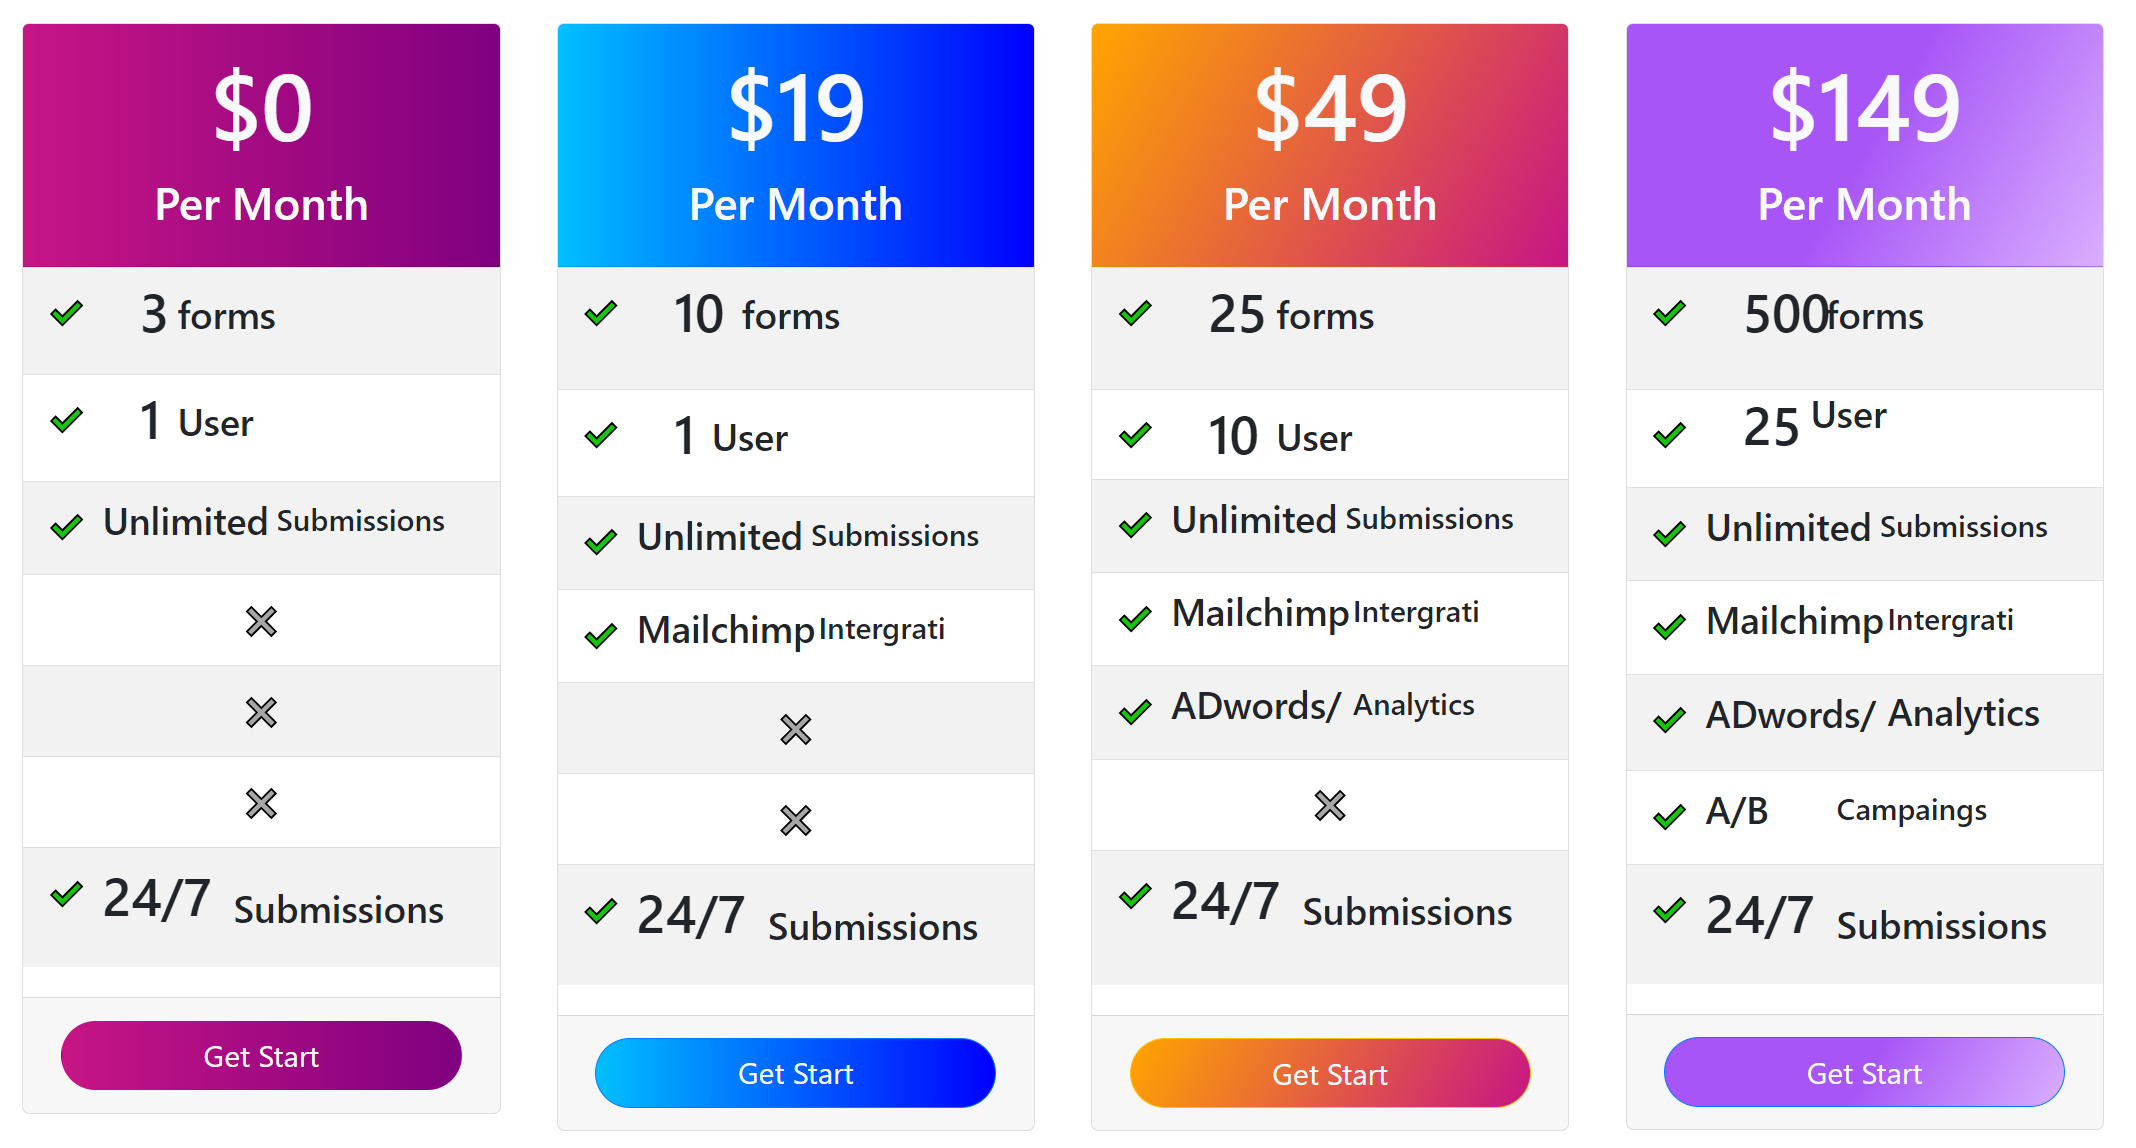 $0
Per Month
3 forms
1 User
Unlimited Submissions
24/7 Submissions
Get Start
$19
Per Month
10 forms
1 User
Unlimited Submissions
Mailchimp Intergrati
24/7 Submissions
Get Start
$49
Per Month
25 forms
10 User
Unlimited Submissions
Mailchimp Intergrati
ADwords/ Analytics
24/7 Submissions
Get Start
$149
Per Month
500 forms
25 User
Unlimited Submissions
Mailchimp Intergrati
ADwords/ Analytics
A/B Campaings
24/7 Submissions
Get Start